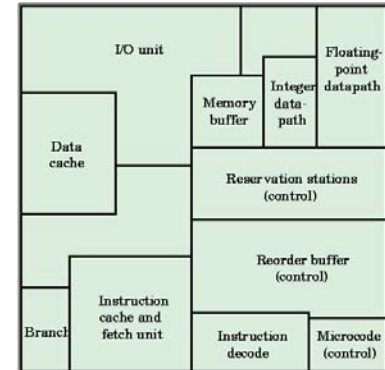 I/O unit
Floating-
point
datapath
Memory
buffer
Integer
data-
path
Data
cache
Reservation stations
(control)
Reorder buffer
(control)
Instruction
cache and
fetch unit
Branch
Instruction
decode
Microcode
(control)